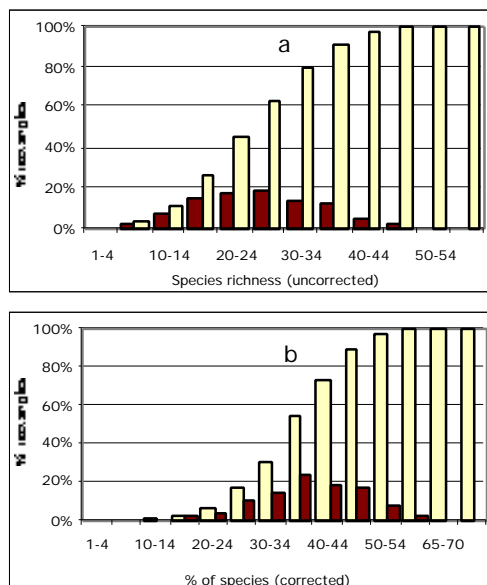 100%
a
80%
60%
40%
20%
0%
1-4 10-14 20-24 30-34 40-44 50-54
Species richness (uncorrected)
100%
b
80%
60%
40%
20%
0%
1-4 10-14 20-24 30-34 40-44 50-54 65-70
% of species (corrected)